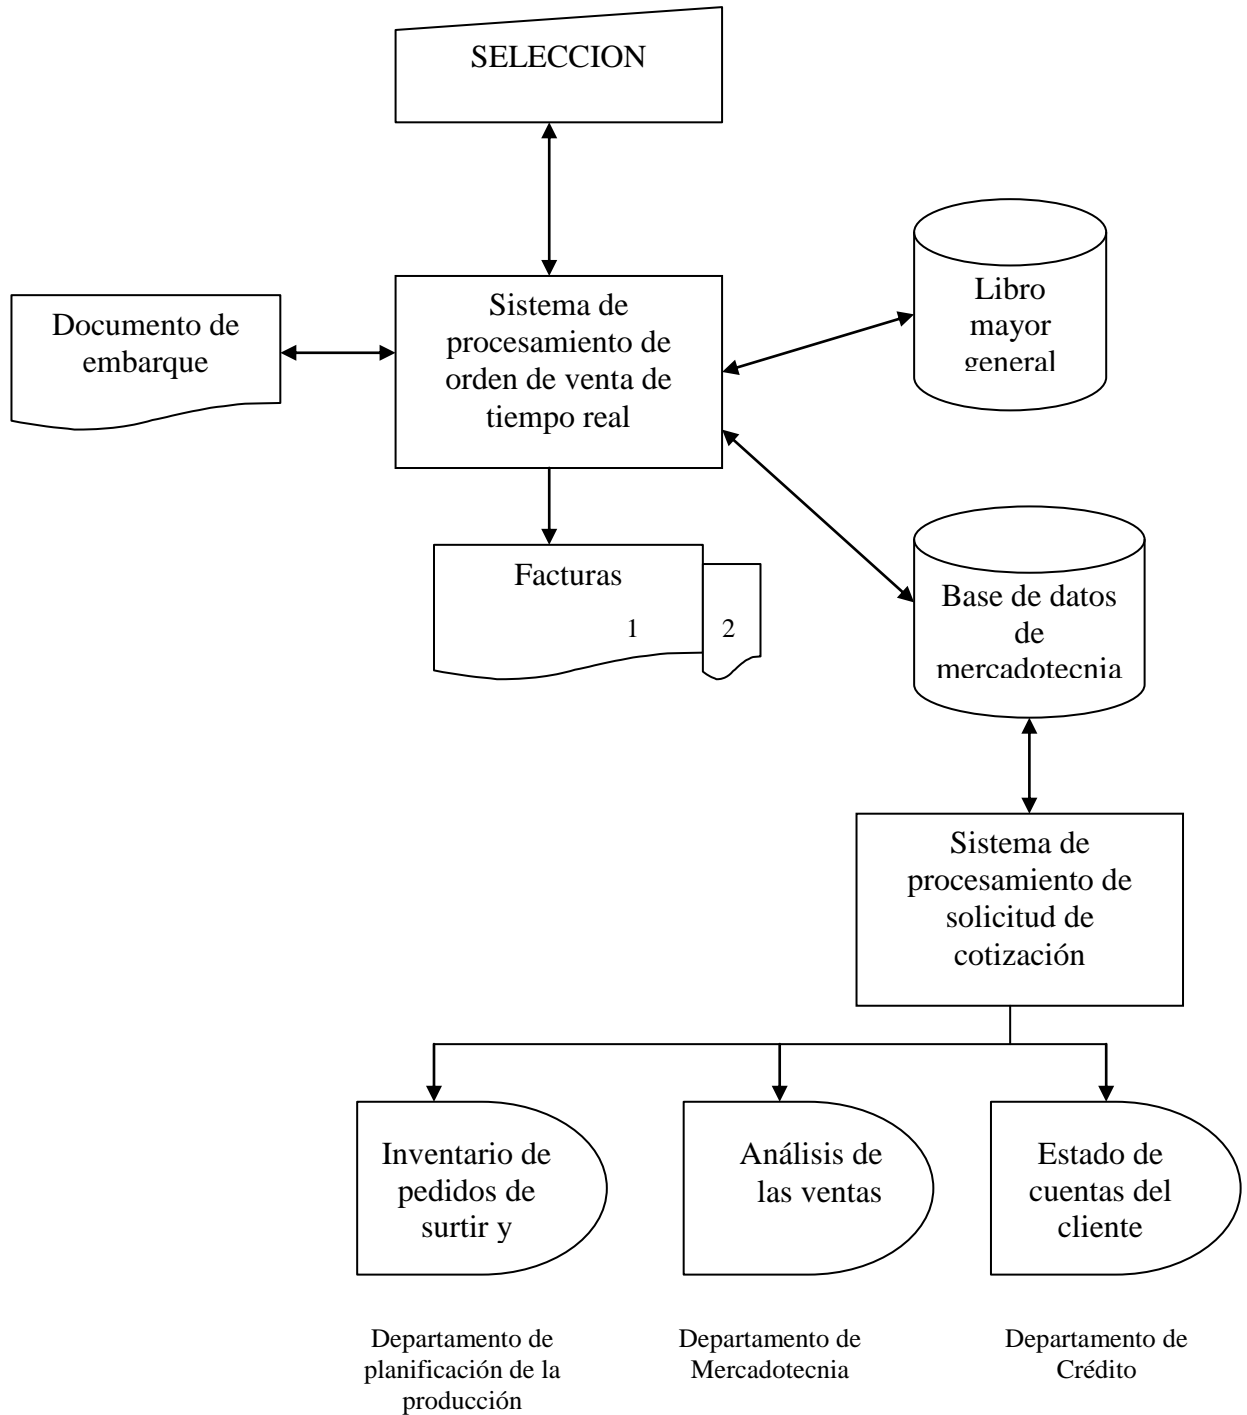 SELECCION
Sistema de
procesamiento de
orden de venta de
tiempo real
Documento de
embarque
Libro
mayor
general
Facturas
1
2
Base de datos
de
mercadotecnia
Sistema de
procesamiento de
solicitud de
cotización
Inventario de
pedidos de
surtir y
Análisis de
las ventas
Estado de
cuentas del
cliente
Departamento de
planificación de la
producción
Departamento de
Mercadotecnia
Departamento de
Crédito